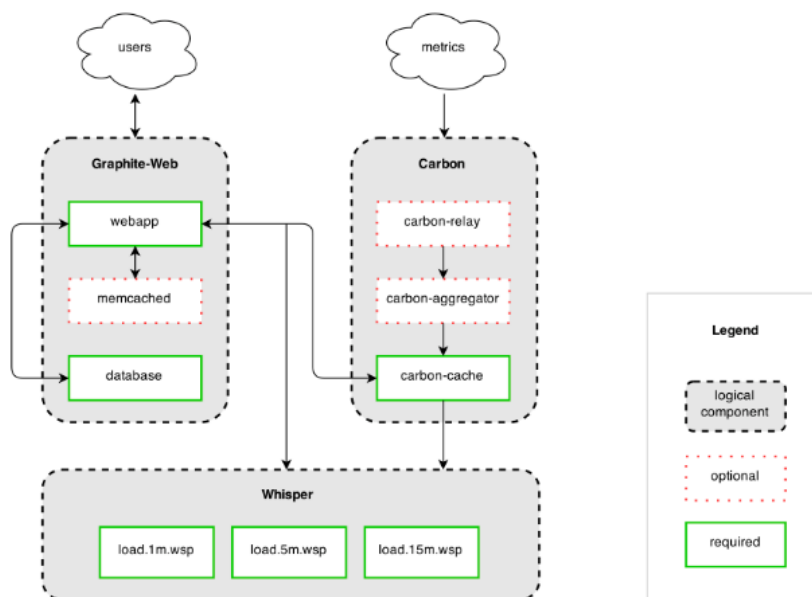 users
metrics
Graphite-Web
Carbon
webapp
carbon-relay
memcached
carbon-aggregator
database
carbon-cache
Whisper
load.1m.wsp
load.5m.wsp
load.15m.wsp
Legend
logical
component
optional
required